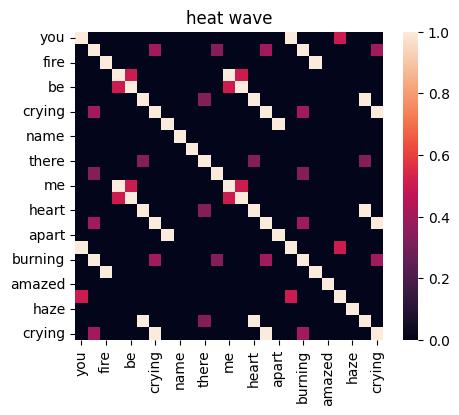 heat wave
you
fire
be
crying
name
there
me
heart
apart
burning
amazed
haze
crying
you
fire
be
crying
name
there
me
heart
apart
burning
amazed
haze
crying
1.0
0.8
0.6
0.4
0.2
0.0